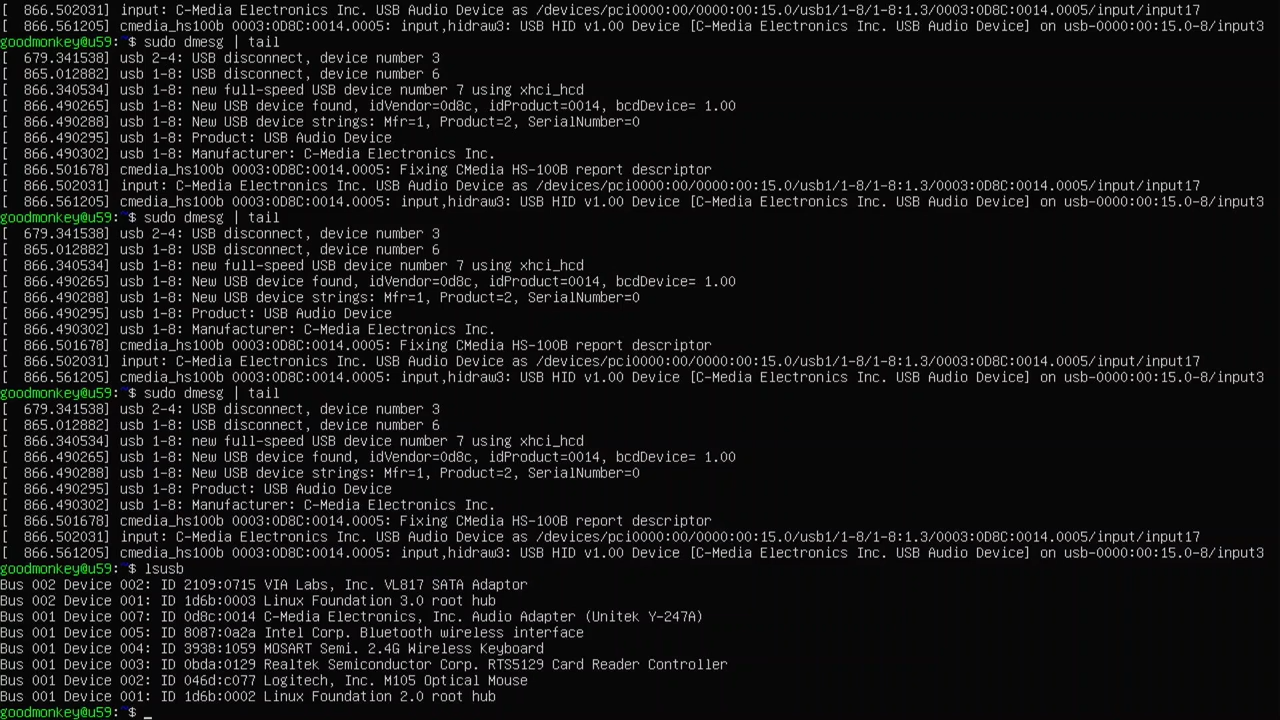 [  866.502031] input: C-Media Electronics Inc. USB Audio Device as /devices/pci0000:00/0000:00:15.0/usb1/1-8/1-8:1.3/0003:0D8C:0014.0005/input/input17
[  866.561205] cmedia_hs100b 0003:0D8C:0014.0005: input,hidraw3: USB HID v1.00 Device [C-Media Electronics Inc. USB Audio Device] on usb-0000:00:15.0-8/input3
goodmonkey@u59:~$ sudo dmesg | tail
[  679.341538] usb 2-4: USB disconnect, device number 3
[  865.012882] usb 1-8: USB disconnect, device number 6
[  866.340534] usb 1-8: new full-speed USB device number 7 using xhci_hcd
[  866.490265] usb 1-8: New USB device found, idVendor=0d8c, idProduct=0014, bcdDevice= 1.00
[  866.490288] usb 1-8: New USB device strings: Mfr=1, Product=2, SerialNumber=0
[  866.490295] usb 1-8: Product: USB Audio Device
[  866.490302] usb 1-8: Manufacturer: C-Media Electronics Inc.
[  866.501678] cmedia_hs100b 0003:0D8C:0014.0005: Fixing CMedia HS-100B report descriptor
[  866.502031] input: C-Media Electronics Inc. USB Audio Device as /devices/pci0000:00/0000:00:15.0/usb1/1-8/1-8:1.3/0003:0D8C:0014.0005/input/input17
[  866.561205] cmedia_hs100b 0003:0D8C:0014.0005: input,hidraw3: USB HID v1.00 Device [C-Media Electronics Inc. USB Audio Device] on usb-0000:00:15.0-8/input3
goodmonkey@u59:~$ sudo dmesg | tail
[  679.341538] usb 2-4: USB disconnect, device number 3
[  865.012882] usb 1-8: USB disconnect, device number 6
[  866.340534] usb 1-8: new full-speed USB device number 7 using xhci_hcd
[  866.490265] usb 1-8: New USB device found, idVendor=0d8c, idProduct=0014, bcdDevice= 1.00
[  866.490288] usb 1-8: New USB device strings: Mfr=1, Product=2, SerialNumber=0
[  866.490295] usb 1-8: Product: USB Audio Device
[  866.490302] usb 1-8: Manufacturer: C-Media Electronics Inc.
[  866.501678] cmedia_hs100b 0003:0D8C:0014.0005: Fixing CMedia HS-100B report descriptor
[  866.502031] input: C-Media Electronics Inc. USB Audio Device as /devices/pci0000:00/0000:00:15.0/usb1/1-8/1-8:1.3/0003:0D8C:0014.0005/input/input17
[  866.561205] cmedia_hs100b 0003:0D8C:0014.0005: input,hidraw3: USB HID v1.00 Device [C-Media Electronics Inc. USB Audio Device] on usb-0000:00:15.0-8/input3
goodmonkey@u59:~$ sudo dmesg | tail
[  679.341538] usb 2-4: USB disconnect, device number 3
[  865.012882] usb 1-8: USB disconnect, device number 6
[  866.340534] usb 1-8: new full-speed USB device number 7 using xhci_hcd
[  866.490265] usb 1-8: New USB device found, idVendor=0d8c, idProduct=0014, bcdDevice= 1.00
[  866.490288] usb 1-8: New USB device strings: Mfr=1, Product=2, SerialNumber=0
[  866.490295] usb 1-8: Product: USB Audio Device
[  866.490302] usb 1-8: Manufacturer: C-Media Electronics Inc.
[  866.501678] cmedia_hs100b 0003:0D8C:0014.0005: Fixing CMedia HS-100B report descriptor
[  866.502031] input: C-Media Electronics Inc. USB Audio Device as /devices/pci0000:00/0000:00:15.0/usb1/1-8/1-8:1.3/0003:0D8C:0014.0005/input/input17
[  866.561205] cmedia_hs100b 0003:0D8C:0014.0005: input,hidraw3: USB HID v1.00 Device [C-Media Electronics Inc. USB Audio Device] on usb-0000:00:15.0-8/input3
goodmonkey@u59:~$ lsusb
Bus 002 Device 002: ID 2109:0715 VIA Labs, Inc. VL817 SATA Adaptor
Bus 002 Device 001: ID 1d6b:0003 Linux Foundation 3.0 root hub
Bus 001 Device 007: ID 0d8c:0014 C-Media Electronics, Inc. Audio Adapter (Unitek Y-247A)
Bus 001 Device 005: ID 8087:0a2a Intel Corp. Bluetooth wireless interface
Bus 001 Device 004: ID 3938:1059 MOSART Semi. 2.4G Wireless Keyboard
Bus 001 Device 003: ID 0bda:0129 Realtek Semiconductor Corp. RTS5129 Card Reader Controller
Bus 001 Device 002: ID 046d:c077 Logitech, Inc. M105 Optical Mouse
Bus 001 Device 001: ID 1d6b:0002 Linux Foundation 2.0 root hub
goodmonkey@u59:~$ _